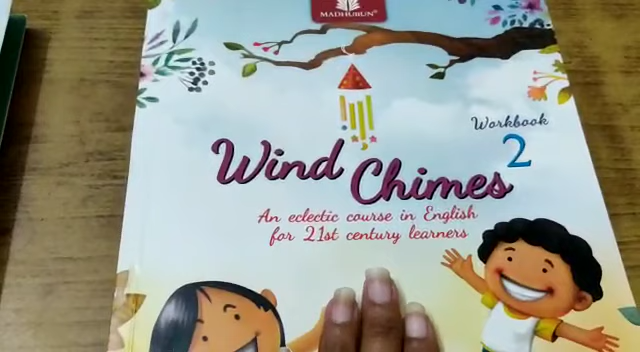 MADHUBUN®
Workbook
2
Wind Chimes
An eclectic course in English
for 21st century learners